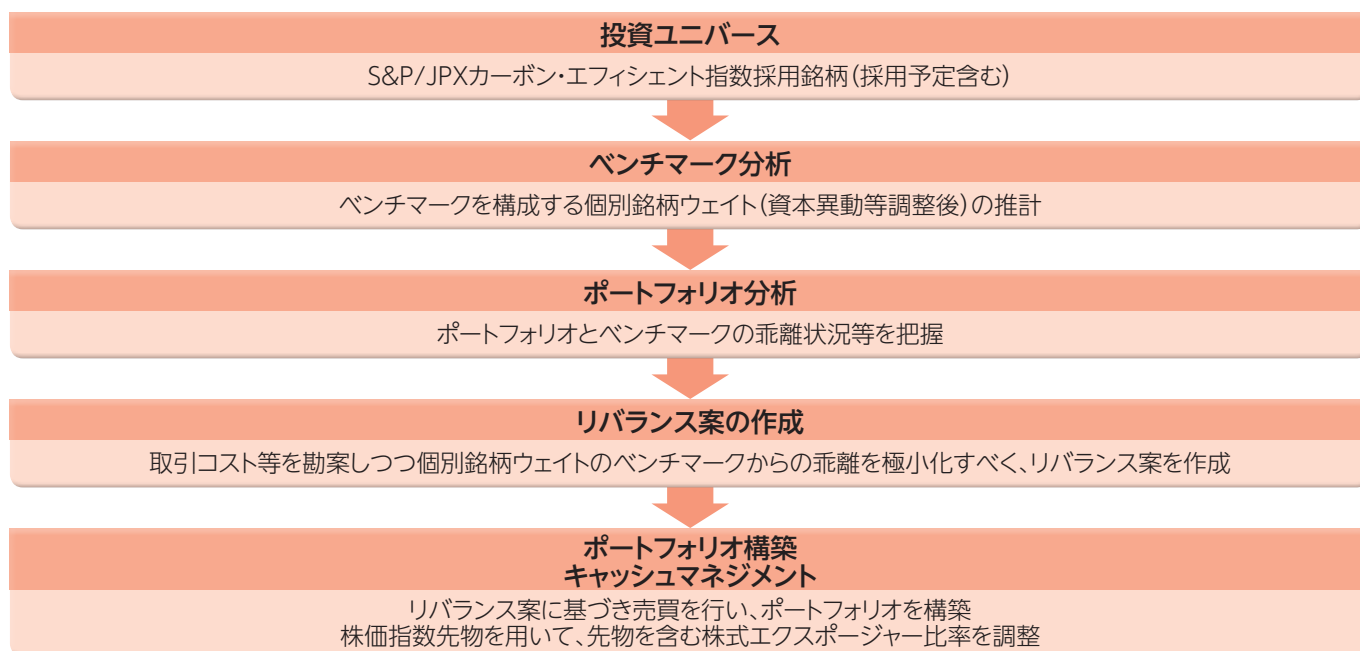 投資ユニバース
S&P/JPXカーボン・エフィシェント指数採用銘柄(採用予定含む)
ベンチマーク分析
ベンチマークを構成する個別銘柄ウェイト(資本異動等調整後)の推計
ポートフォリオ分析
ポートフォリオとベンチマークの乖離状況等を把握
リバランス案の作成
取引コスト等を勘案しつつ個別銘柄ウェイトのベンチマークからの乖離を極小化すべく、リバランス案を作成
ポートフォリオ構築
キャッシュマネジメント
リバランス案に基づき売買を行い、ポートフォリオを構築
株価指数先物を用いて、先物を含む株式エクスポージャー比率を調整